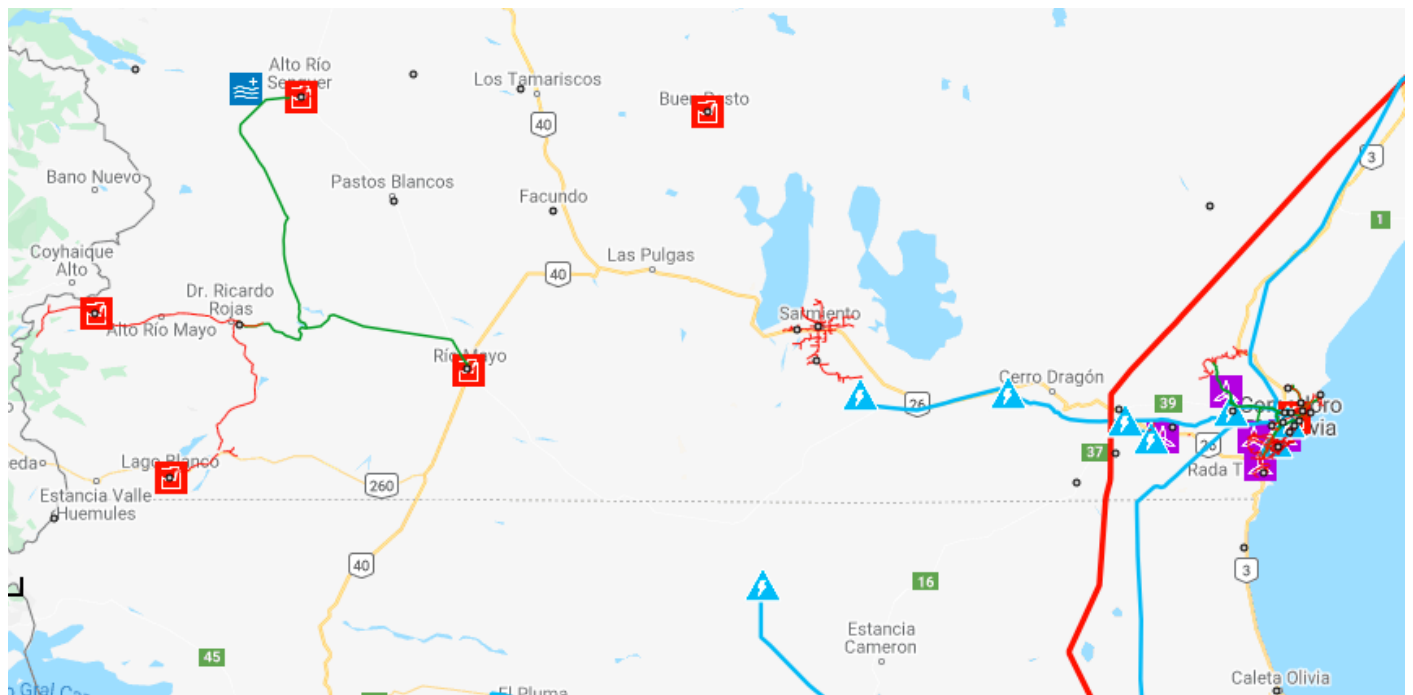 Alto Río
Senguer
Los Tamariscos
Buen Pasto
40
3
Bano Nuevo
Pastos Blancos
Facundo
1
Coyhaique
Alto
Las Pulgas
40
Dr. Ricardo
Rojas
Alto Río Mayo
Sarmiento
Río Mayo
Cerro Dragón
26
39
37
26
Rada T
Lago Blanco
260
Estancia Valle
Huemules
40
16
3
Estancia
Cameron
45
Caleta Olivia
El Pluma